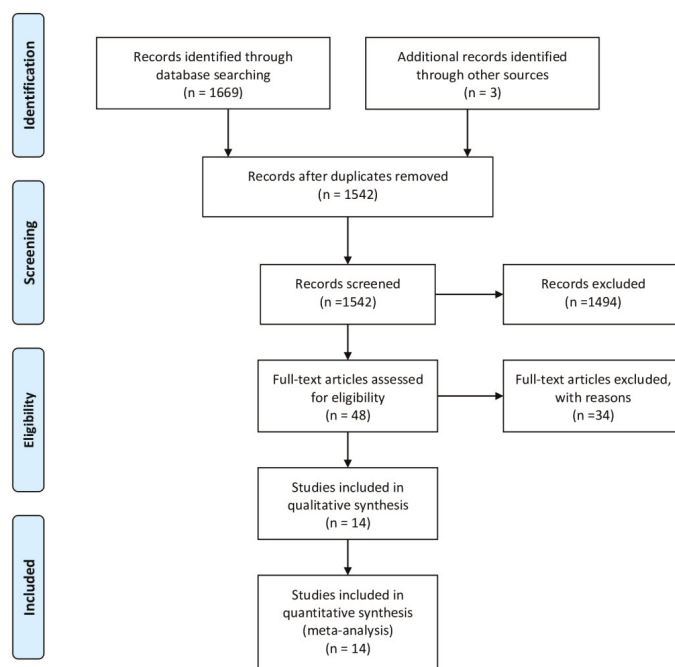 Identification
Records identified through
database searching
(n = 1669)
Additional records identified
through other sources
(n = 3)
Records after duplicates removed
(n = 1542)
Screening
Records screened
(n =1542)
Records excluded
(n =1494)
Eligibility
Full-text articles assessed
for eligibility
(n = 48)
Full-text articles excluded,
with reasons
(n =34)
Studies included in
qualitative synthesis
(n = 14)
Included
Studies included in
quantitative synthesis
(meta-analysis)
(n = 14)